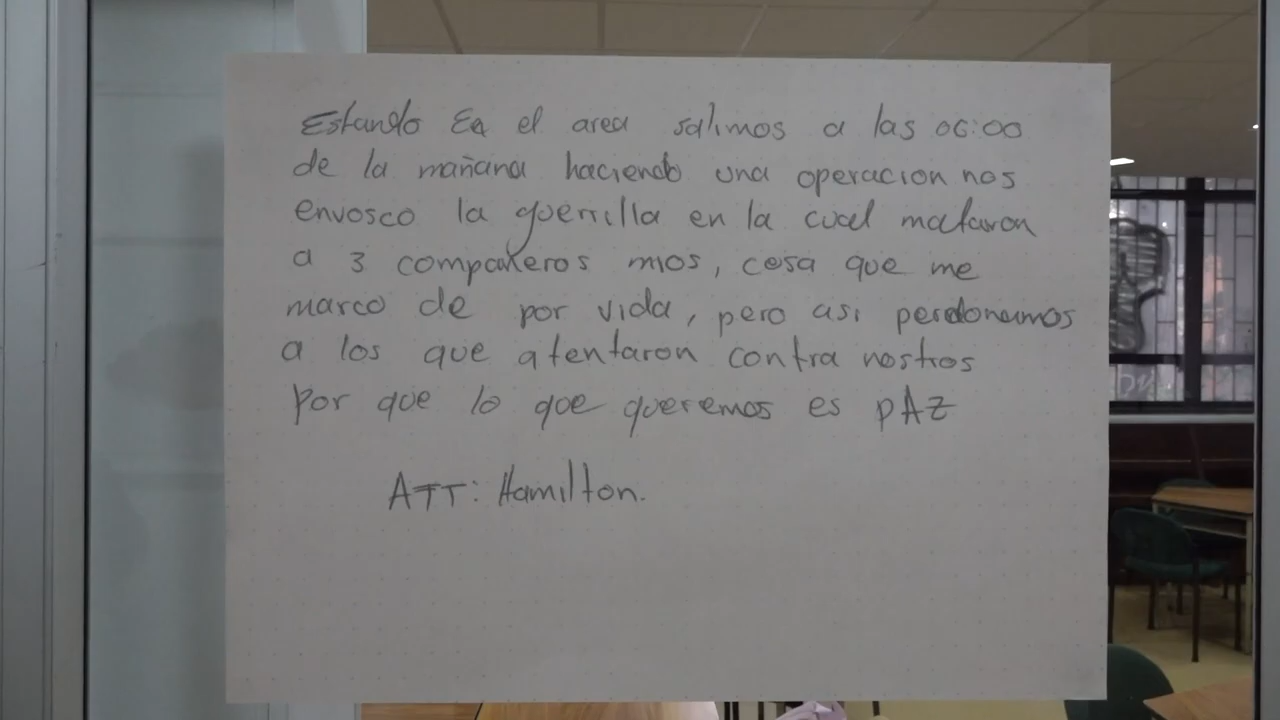 Estando En el area salimos a las 06:00
de la mañana haciendo una operacion nos
envosco la guerrilla en la cual mataron
a 3 compañeros mios, cosa que me
marco de por vida, pero asi perdonamos
a los que atentaron contra nostros
Por que lo que queremos es pAZ
ATT: Hamilton.